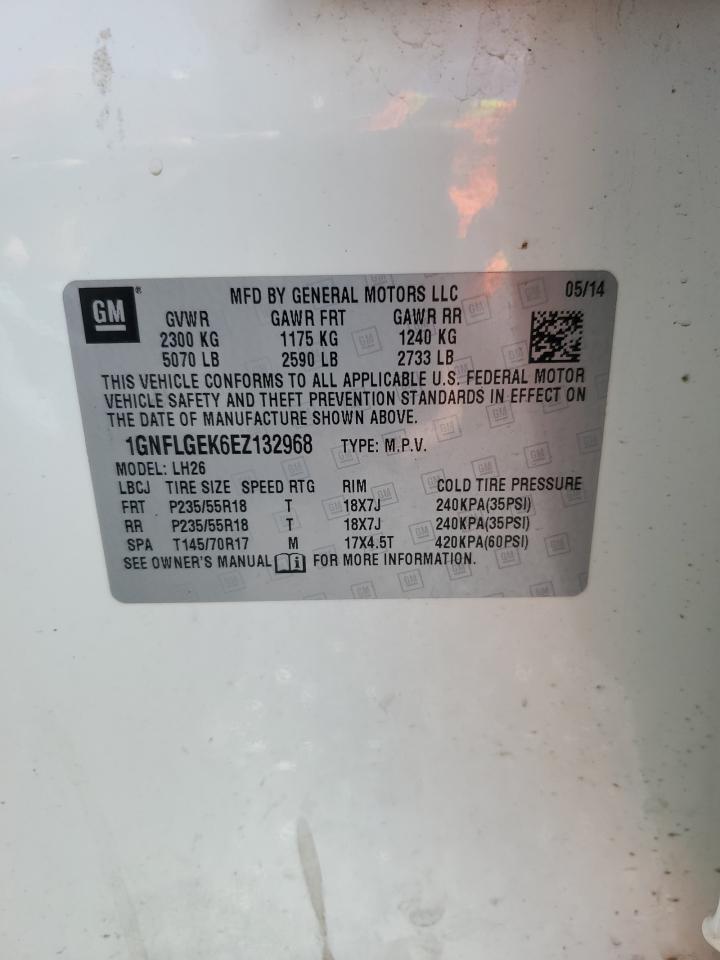 GM ® MFD BY GENERAL MOTORS LLC 05/14
GVWR GAWR FRT GAWR RR
2300 KG 1175 KG 1240 KG
5070 LB 2590 LB 2733 LB
THIS VEHICLE CONFORMS TO ALL APPLICABLE U.S. FEDERAL MOTOR
VEHICLE SAFETY AND THEFT PREVENTION STANDARDS IN EFFECT ON
THE DATE OF MANUFACTURE SHOWN ABOVE.
1GNFLGEK6EZ132968 TYPE: M.P.V.
MODEL: LH26
LBCJ TIRE SIZE SPEED RTG RIM COLD TIRE PRESSURE
FRT P235/55R18 T 18X7J 240KPA(35PSI)
RR P235/55R18 T 18X7J 240KPA(35PSI)
SPA T145/70R17 M 17X4.5T 420KPA(60PSI)
SEE OWNER'S MANUAL FOR MORE INFORMATION.